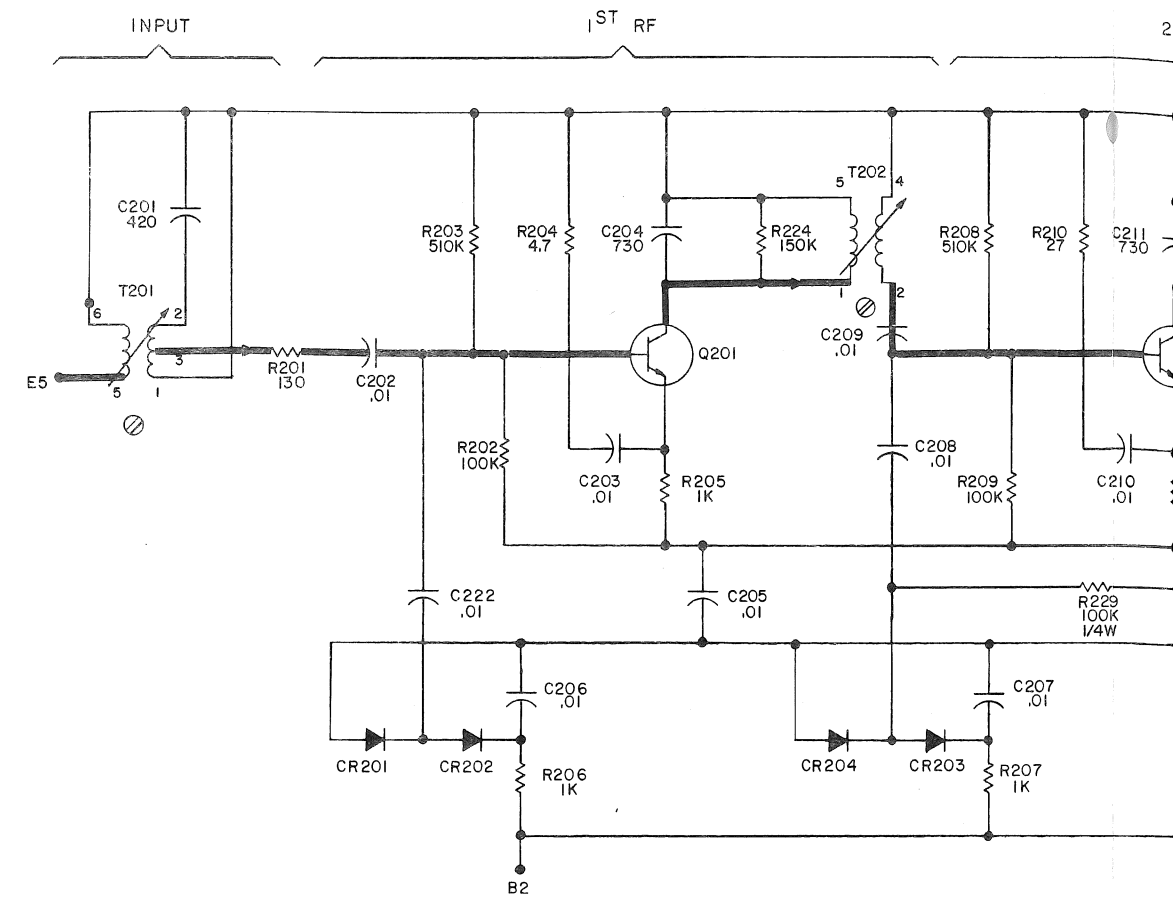 INPUT
1ST RF
2
C201
420
T201
6
2
3
5
1
E5
R201
130
C202
.01
R203
510K
R204
4.7
C204
730
R224
150K
T202
5
4
1
2
Q201
R208
510K
R210
27
C211
730
C209
.01
R202
100K
C203
.01
R205
1K
C208
.01
R209
100K
C210
.01
C222
.01
C205
.01
R229
100K
1/4W
C206
.01
C207
.01
CR201
CR202
R206
1K
CR204
CR203
R207
1K
B2